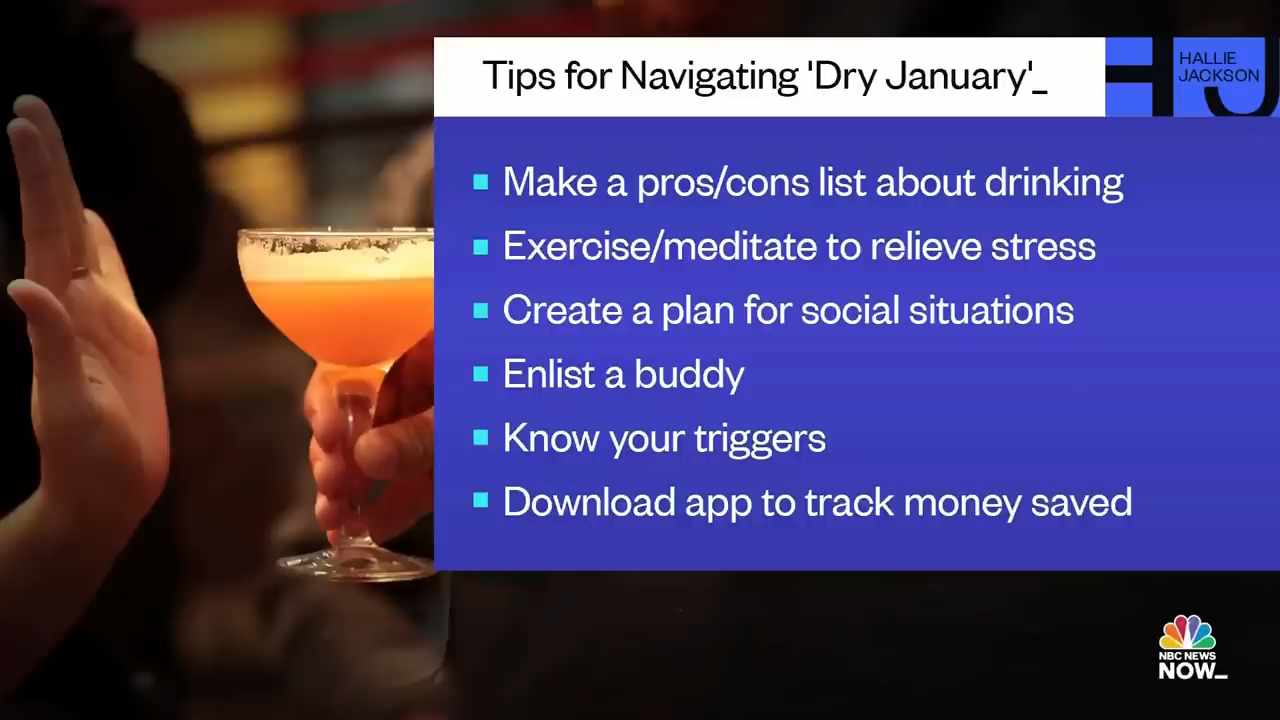 Tips for Navigating 'Dry January'_
HALLIE
JACKSON
Make a pros/cons list about drinking
Exercise/meditate to relieve stress
Create a plan for social situations
Enlist a buddy
Know your triggers
Download app to track money saved
NBC NEWS
NOW_